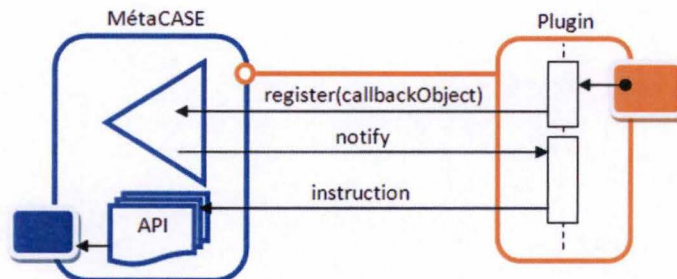 MétaCASE
Plugin
register(callbackObject)
notify
instruction
API